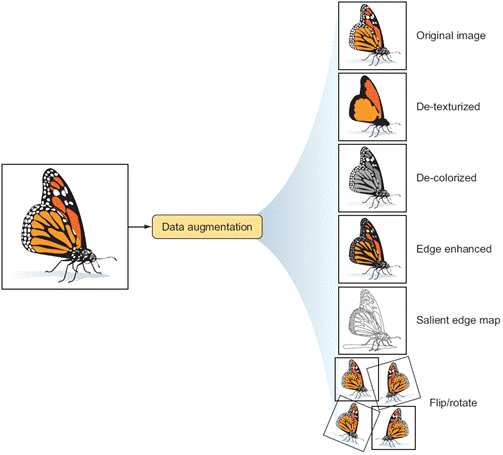 Original image
De-texturized
De-colorized
Data augmentation
Edge enhanced
Salient edge map
Flip/rotate